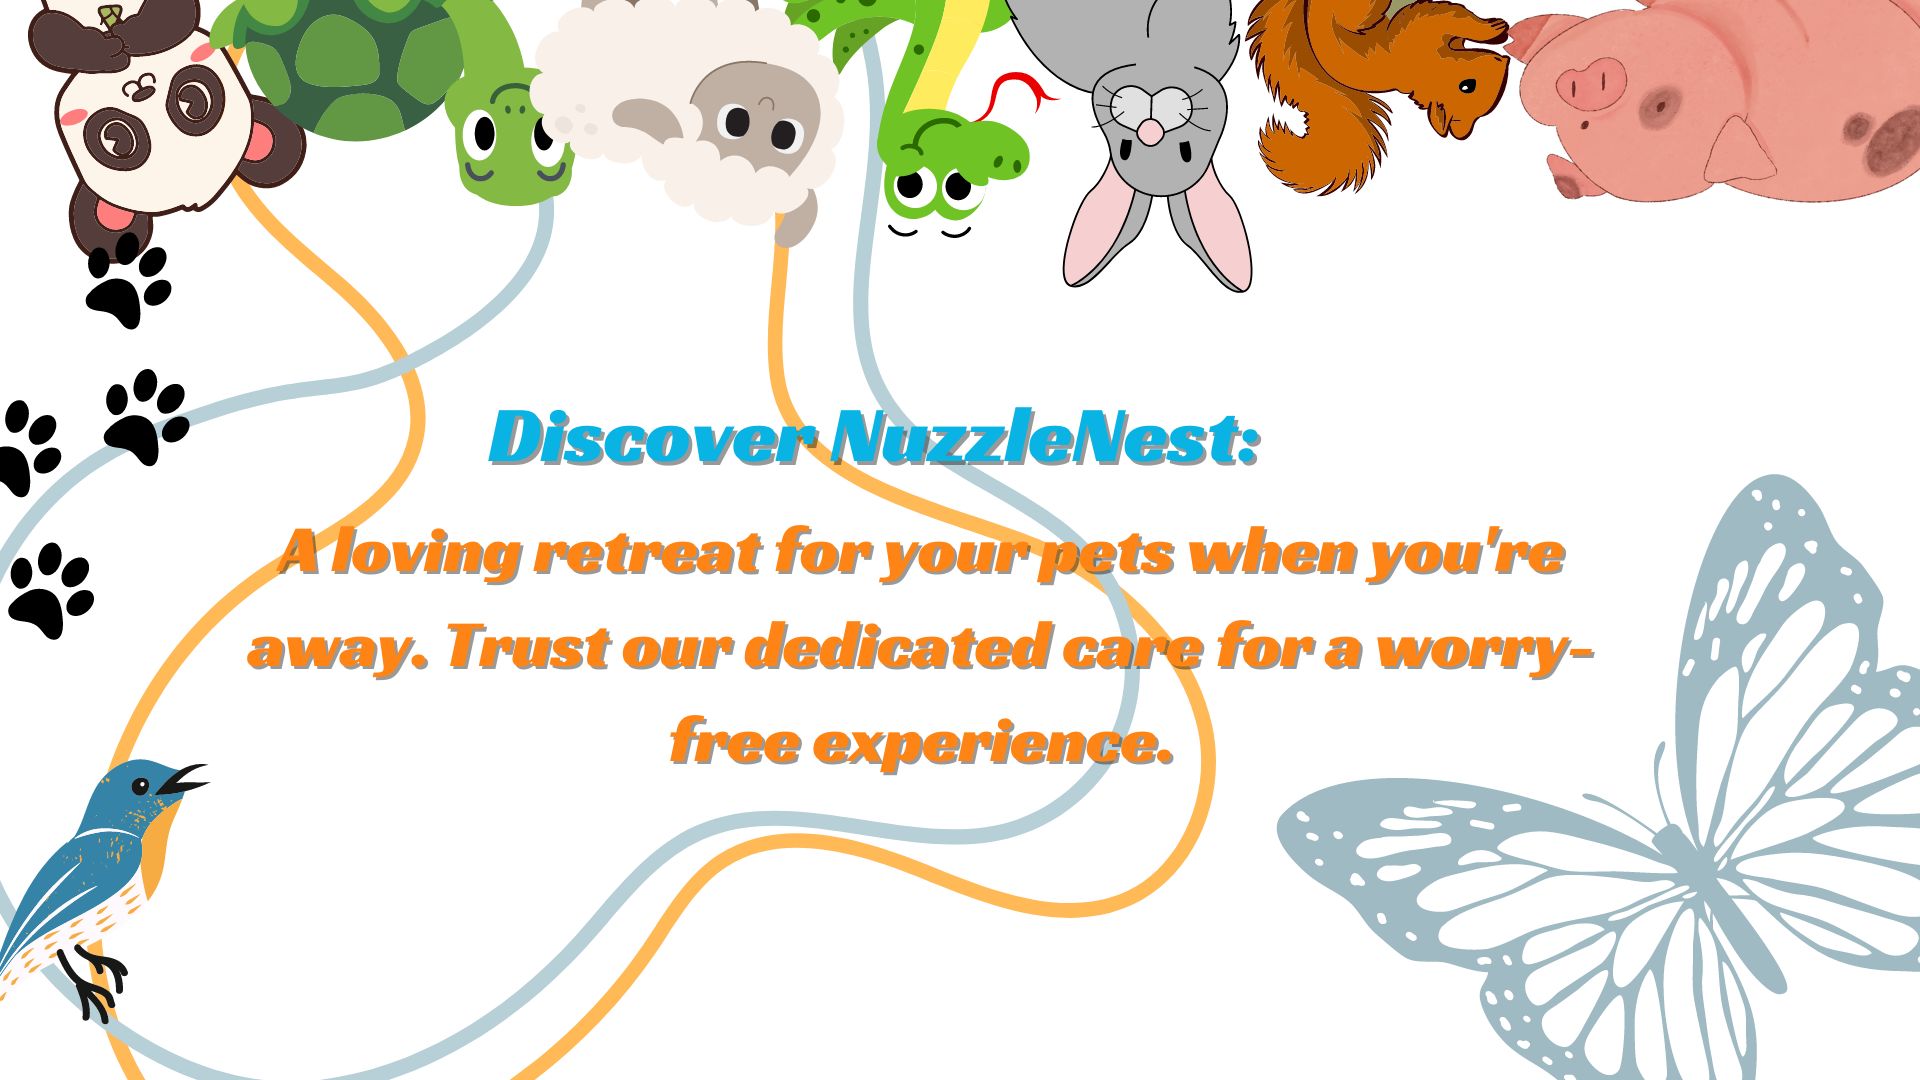 Discover NuzzleNest:
A loving retreat for your pets when you're
away. Trust our dedicated care for a worry-
free experience.